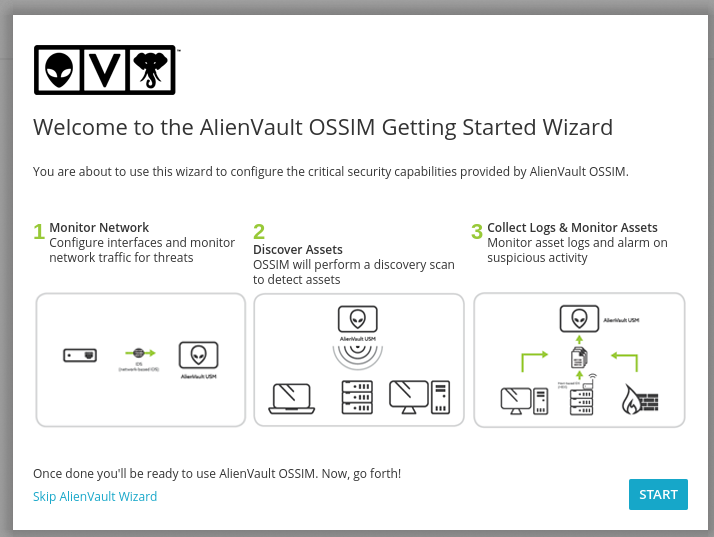 V
™
Welcome to the AlienVault OSSIM Getting Started Wizard
You are about to use this wizard to configure the critical security capabilities provided by AlienVault OSSIM.
1 Monitor Network
Configure interfaces and monitor
network traffic for threats
2
Discover Assets
OSSIM will perform a discovery scan
to detect assets
3 Collect Logs & Monitor Assets
Monitor asset logs and alarm on
suspicious activity
IDS
(network-based IDS)
AlienVault USM
AlienVault USM
AlienVault USM
Once done you'll be ready to use AlienVault OSSIM. Now, go forth!
Skip AlienVault Wizard
START